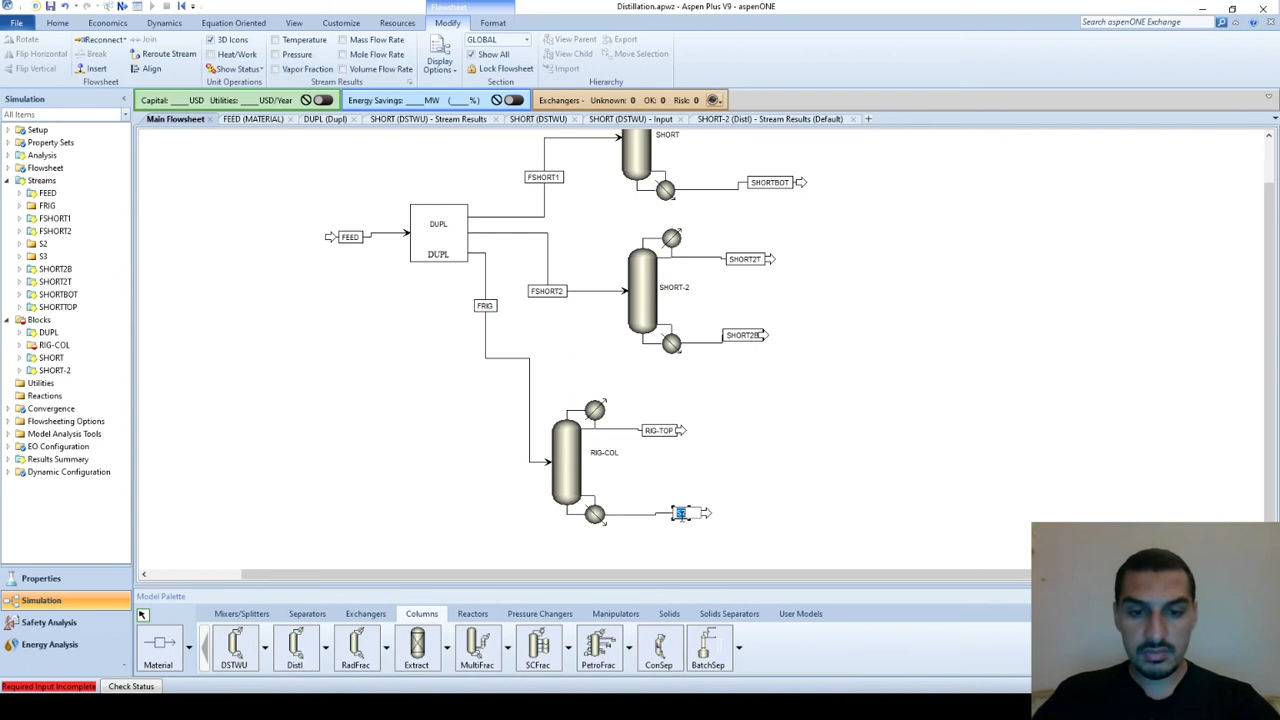 Flowsheet
Distillation.apwz - Aspen Plus V9 - aspenONE
File Home Economics Dynamics Equation Oriented View Customize Resources Modify Format
Search aspenONE Exchange
Rotate Reconnect Join
Flip Horizontal Break Reroute Stream
Flip Vertical Insert Align
Flowsheet
3D Icons
Heat/Work
Show Status
Unit Operations
Temperature Mass Flow Rate
Pressure Mole Flow Rate
Vapor Fraction Volume Flow Rate
Stream Results
Display Options
GLOBAL
Show All
Lock Flowsheet
Section
View Parent Export
View Child Move Selection
Import
Hierarchy
Simulation
All Items
Capital: ____USD Utilities: ____USD/Year
Energy Savings: ____MW (____%)
Exchangers - Unknown: 0 OK: 0 Risk: 0
Main Flowsheet FEED (MATERIAL) DUPL (Dupl) SHORT (DSTWU) - Stream Results SHORT (DSTWU) SHORT (DSTWU) - Input SHORT-2 (Distl) - Stream Results (Default) +
Setup
Property Sets
Analysis
Flowsheet
Streams
FEED
FRIG
FSHORT1
FSHORT2
S2
S3
SHORT2B
SHORT2T
SHORTBOT
SHORTTOP
Blocks
DUPL
RIG-COL
SHORT
SHORT-2
Utilities
Reactions
Convergence
Flowsheeting Options
Model Analysis Tools
EO Configuration
Results Summary
Dynamic Configuration
SHORT
FSHORT1
SHORTBOT
DUPL
FEED
DUPL
SHORT2T
SHORT-2
FSHORT2
FRIG
SHORT2B
RIG-TOP
RIG-COL
Properties
Simulation
Safety Analysis
Energy Analysis
Model Palette
Mixers/Splitters Separators Exchangers Columns Reactors Pressure Changers Manipulators Solids Solids Separators User Models
Material DSTWU Distl RadFrac Extract MultiFrac SCFrac PetroFrac ConSep BatchSep
Required Input Incomplete Check Status